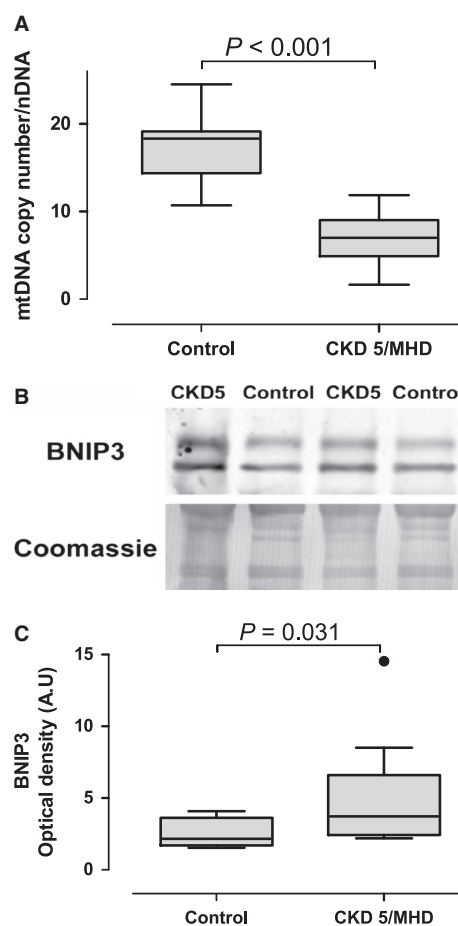 A
P < 0.001
mtDNA copy number/nDNA
20
10
0
Control CKD 5/MHD
B
CKD5 Control CKD5 Contro
BNIP3
Coomassie
C
P = 0.031
BNIP3
Optical density (A.U)
15
10
5
0
Control CKD 5/MHD